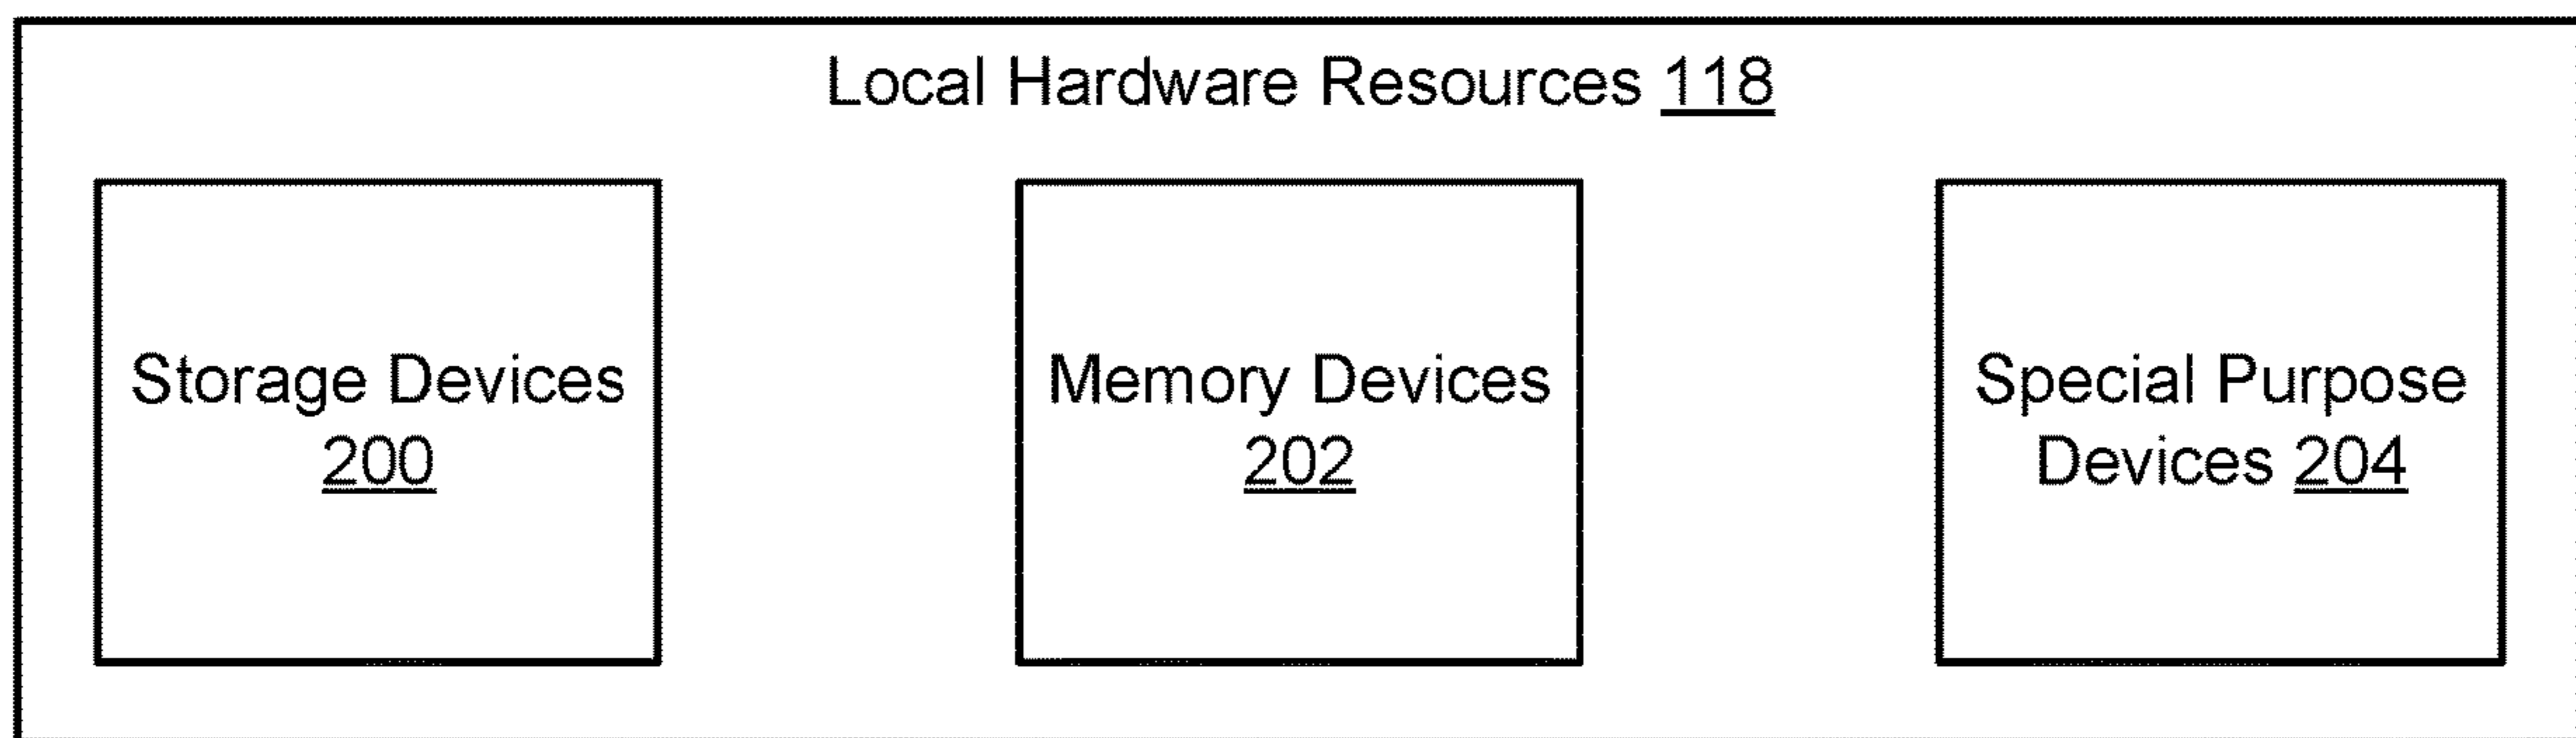 Local Hardware Resources 118
Storage Devices
200
Memory Devices
202
Special Purpose
Devices 204